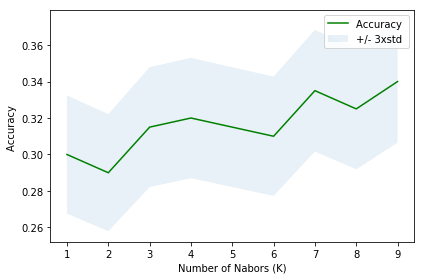 Accuracy
+/- 3xstd
0.36
0.34
0.32
0.30
0.28
0.26
Accuracy
1 2 3 4 5 6 7 8 9
Number of Nabors (K)